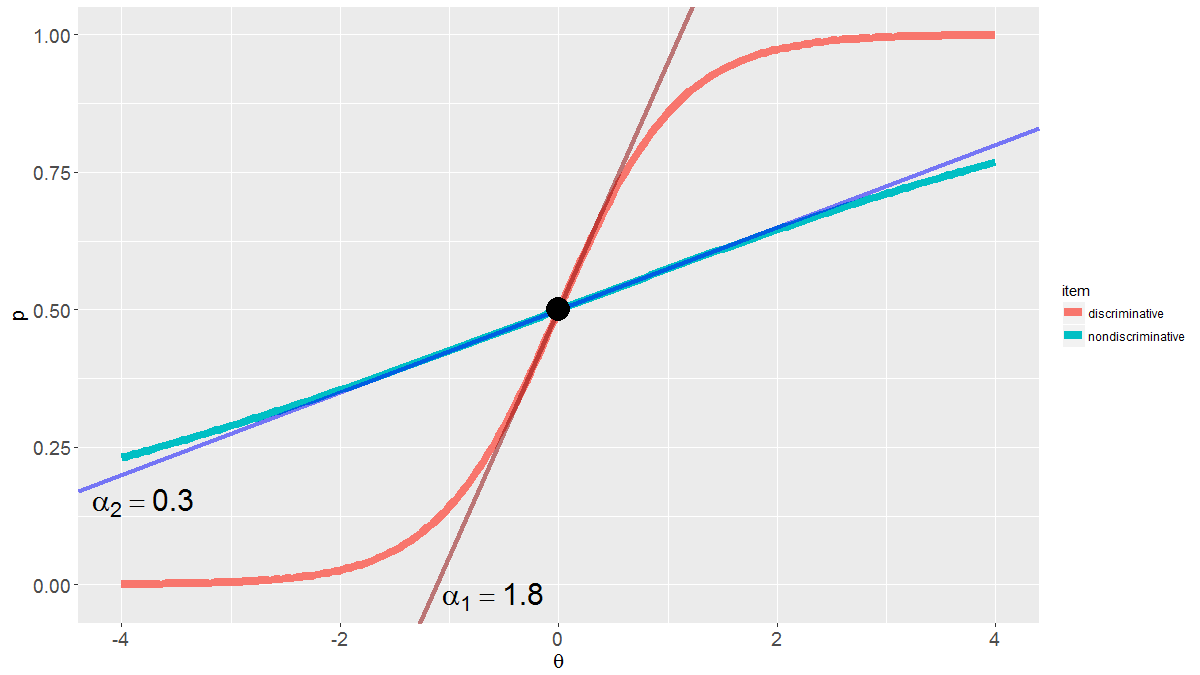 1.00
0.75
0.50
0.25
0.00
p
α2 = 0.3
α1 = 1.8
-4 -2 0 2 4
θ
item
discriminative
nondiscriminative